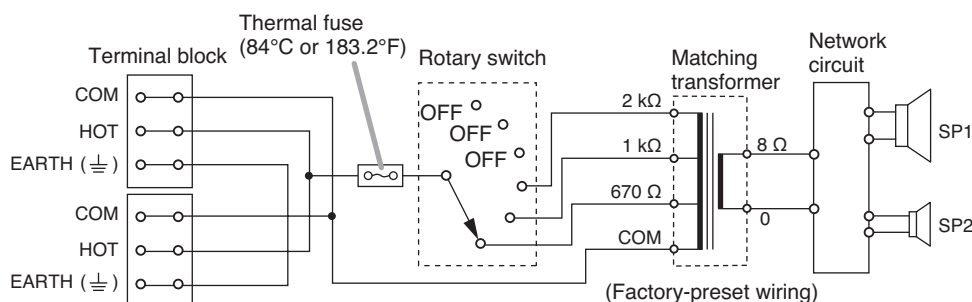 Thermal fuse
(84°C or 183.2°F)
Terminal block
Rotary switch
Matching
transformer
Network
circuit
COM
HOT
EARTH (⏚)
COM
HOT
EARTH (⏚)
OFF
OFF
OFF
2 kΩ
1 kΩ
670 Ω
COM
8 Ω
0
SP1
SP2
(Factory-preset wiring)